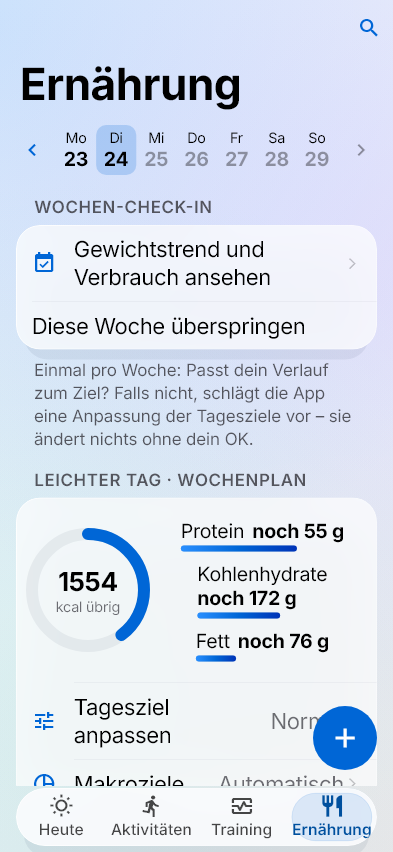 Ernährung
Mo Di Mi Do Fr Sa So
23 24 25 26 27 28 29
WOCHEN-CHECK-IN
Gewichtstrend und
Verbrauch ansehen
Diese Woche überspringen
Einmal pro Woche: Passt dein Verlauf
zum Ziel? Falls nicht, schlägt die App
eine Anpassung der Tagesziele vor – sie
ändert nichts ohne dein OK.
LEICHTER TAG · WOCHENPLAN
1554
kcal übrig
Protein noch 55 g
Kohlenhydrate
noch 172 g
Fett noch 76 g
Tagesziel
anpassen
Makroziele Automatisch
Heute Aktivitäten Training Ernährung